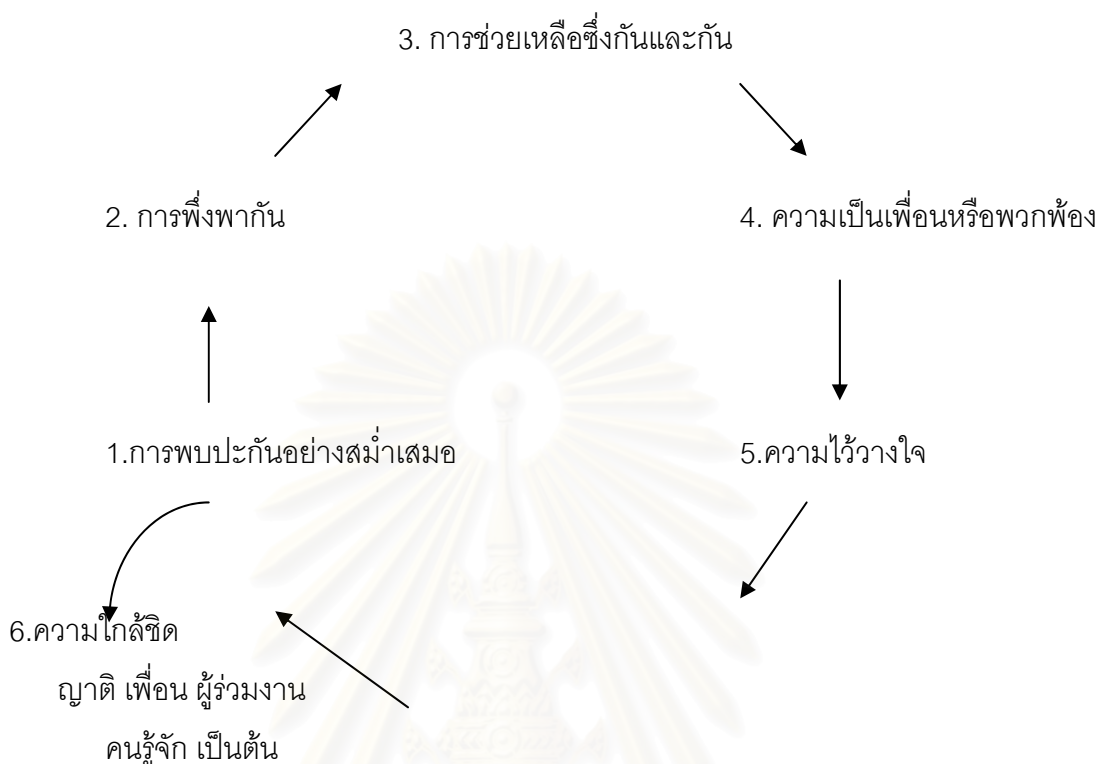 3. การช่วยเหลือซึ่งกันและกัน
2. การพึ่งพากัน
4. ความเป็นเพื่อนหรือพวกพ้อง
1.การพบปะกันอย่างสม่ำเสมอ
5.ความไว้วางใจ
6.ความใกล้ชิด
ญาติ เพื่อน ผู้ร่วมงาน
คนรู้จัก เป็นต้น